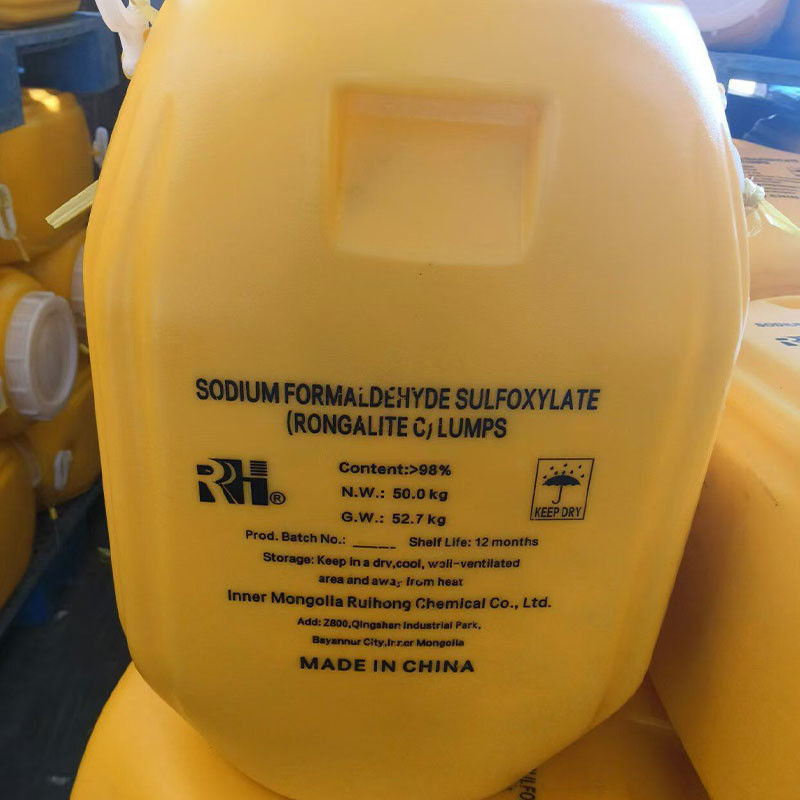 SODIUM FORMALDEHYDE SULFOXYLATE
(RONGALITE C) LUMPS
RH®
Content:>98%
N.W.: 50.0 kg
G.W.: 52.7 kg
KEEP DRY
Prod. Batch No.: _____ Shelf Life: 12 months
Storage: Keep in a dry,cool, well-ventilated
area and away from heat
Inner Mongolia Ruihong Chemical Co., Ltd.
Add: Z800,Qingshan Industrial Park,
Bayannur City,Inner Mongolia
MADE IN CHINA